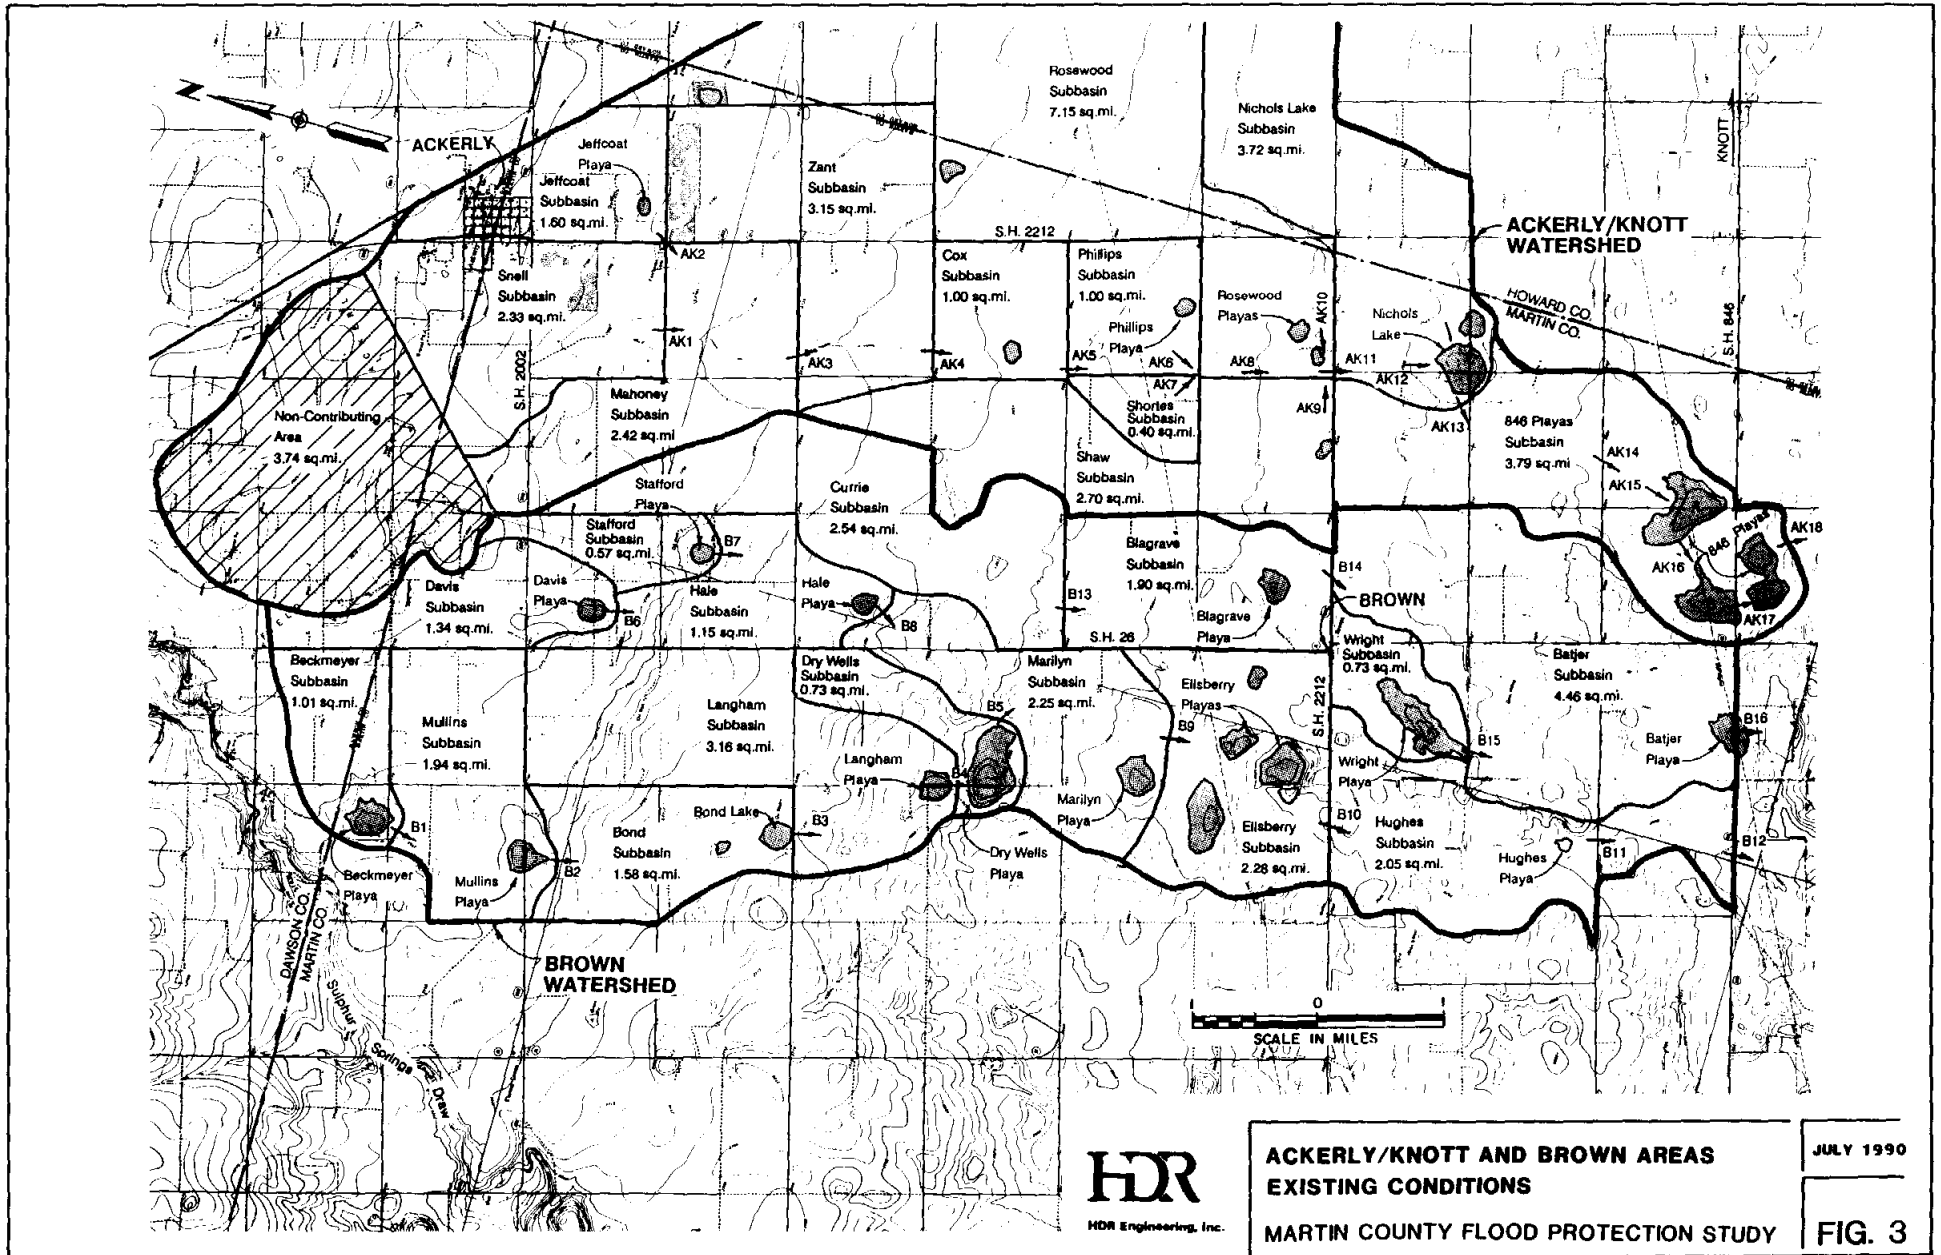 Rosewood
Subbasin
7.15 sq.mi.
Nichols Lake
Subbasin
3.72 sq.mi.
N
ACKERLY
Jeffcoat
Playa
Jeffcoat
Subbasin
1.60 sq.mi.
Zant
Subbasin
3.15 sq.mi.
KNOTT
ACKERLY/KNOTT
WATERSHED
S.H. 2212
AK2
Snell
Subbasin
2.33 sq.mi.
Cox
Subbasin
1.00 sq.mi.
Phillips
Subbasin
1.00 sq.mi.
Phillips
Playa
Rosewood
Playas
AK10
Nichols
Lake
HOWARD CO.
MARTIN CO.
S.H. 846
S.H. 2002
AK1
AK3
AK4
AK5
AK6
AK7
AK8
AK9
AK11
AK12
AK13
Non-Contributing
Area
3.74 sq.mi.
Mahoney
Subbasin
2.42 sq.mi
Shortes
Subbasin
0.40 sq.mi.
846 Playas
Subbasin
3.79 sq.mi
AK14
AK15
Shaw
Subbasin
2.70 sq.mi.
Stafford
Playa
Currie
Subbasin
2.54 sq.mi.
Stafford
Subbasin
0.57 sq.mi.
B7
Blagrave
Subbasin
1.90 sq.mi.
846 Playas
AK18
AK16
AK17
Davis
Subbasin
1.34 sq.mi.
Davis
Playa
B6
Hale
Subbasin
1.15 sq.mi.
Hale
Playa
B8
B13
Blagrave
Playa
B14
BROWN
S.H. 26
Beckmeyer
Subbasin
1.01 sq.mi.
Dry Wells
Subbasin
0.73 sq.mi.
Marilyn
Subbasin
2.25 sq.mi.
Ellsberry
Playas
Wright
Subbasin
0.73 sq.mi.
Batjer
Subbasin
4.46 sq.mi.
Mullins
Subbasin
1.94 sq.mi.
Langham
Subbasin
3.16 sq.mi.
B5
B9
S.H. 2212
B15
Batjer
Playa
B16
Langham
Playa
B4
Marilyn
Playa
Wright
Playa
Bond Lake
B3
B1
Bond
Subbasin
1.58 sq.mi.
Ellsberry
Subbasin
2.28 sq.mi.
B10
Hughes
Subbasin
2.05 sq.mi.
Hughes
Playa
B11
B12
Dry Wells
Playa
Beckmeyer
Playa
Mullins
Playa
B2
DAWSON CO.
MARTIN CO.
BROWN
WATERSHED
Sulphur
Springs
Draw
1 0 1
SCALE IN MILES
HDR
HDR Engineering, Inc.
ACKERLY/KNOTT AND BROWN AREAS
EXISTING CONDITIONS
MARTIN COUNTY FLOOD PROTECTION STUDY
JULY 1990
FIG. 3